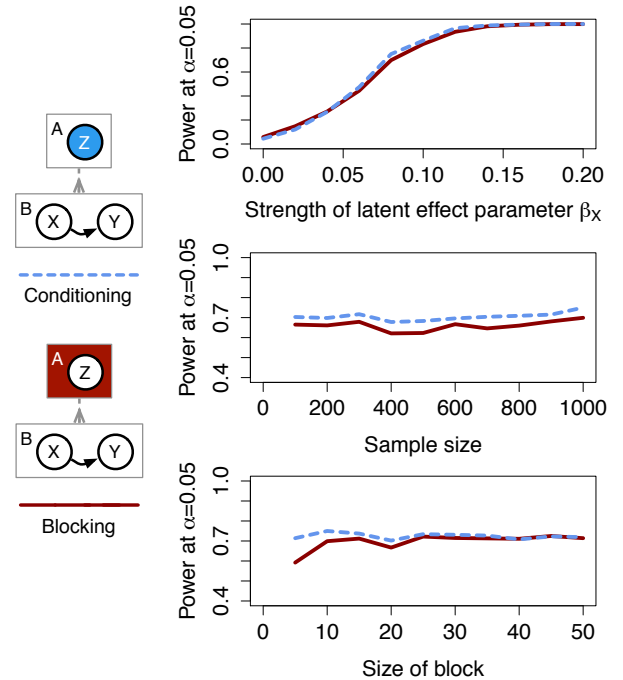 A
Z
B
X
Y
Conditioning
A
Z
B
X
Y
Blocking
Power at α=0.05
0.0
0.6
0.00
0.05
0.10
0.15
0.20
Strength of latent effect parameter βX
Power at α=0.05
0.4
0.7
1.0
0
200
400
600
800
1000
Sample size
Power at α=0.05
0.4
0.7
1.0
0
10
20
30
40
50
Size of block